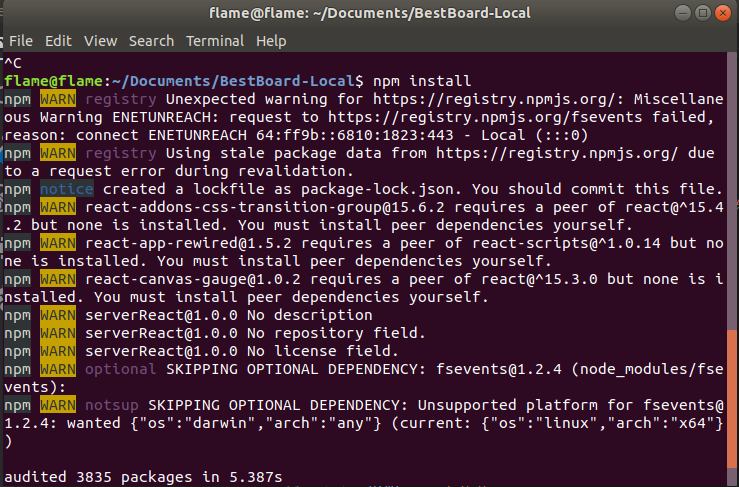 flame@flame: ~/Documents/BestBoard-Local
File Edit View Search Terminal Help
^C
flame@flame:~/Documents/BestBoard-Local$ npm install
npm WARN registry Unexpected warning for https://registry.npmjs.org/: Miscellane
ous Warning ENETUNREACH: request to https://registry.npmjs.org/fsevents failed,
reason: connect ENETUNREACH 64:ff9b::6810:1823:443 - Local (:::0)
npm WARN registry Using stale package data from https://registry.npmjs.org/ due
to a request error during revalidation.
npm notice created a lockfile as package-lock.json. You should commit this file.
npm WARN react-addons-css-transition-group@15.6.2 requires a peer of react@^15.4
.2 but none is installed. You must install peer dependencies yourself.
npm WARN react-app-rewired@1.5.2 requires a peer of react-scripts@^1.0.14 but no
ne is installed. You must install peer dependencies yourself.
npm WARN react-canvas-gauge@1.0.2 requires a peer of react@^15.3.0 but none is i
nstalled. You must install peer dependencies yourself.
npm WARN serverReact@1.0.0 No description
npm WARN serverReact@1.0.0 No repository field.
npm WARN serverReact@1.0.0 No license field.
npm WARN optional SKIPPING OPTIONAL DEPENDENCY: fsevents@1.2.4 (node_modules/fse
vents):
npm WARN notsup SKIPPING OPTIONAL DEPENDENCY: Unsupported platform for fsevents@
1.2.4: wanted {"os":"darwin","arch":"any"} (current: {"os":"linux","arch":"x64"}
)
audited 3835 packages in 5.387s